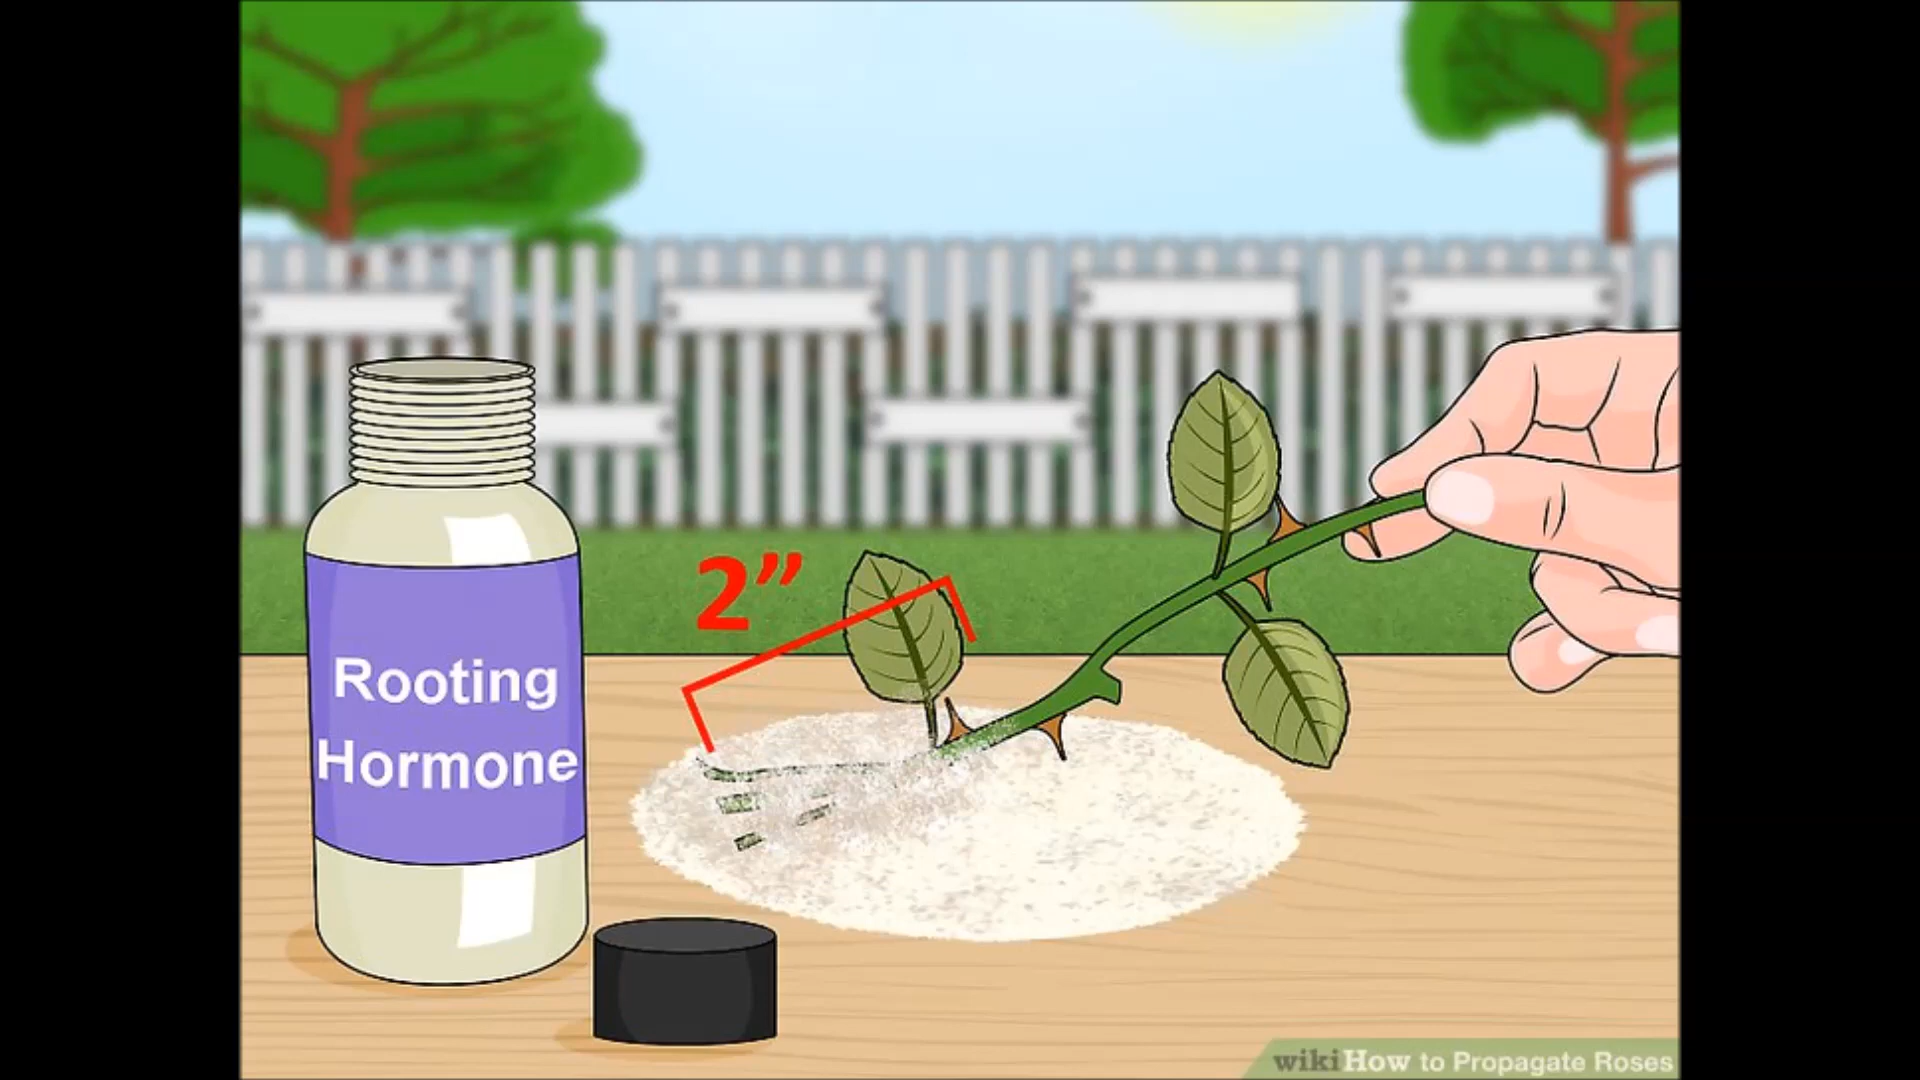 2”
Rooting
Hormone
wikiHow to Propagate Roses